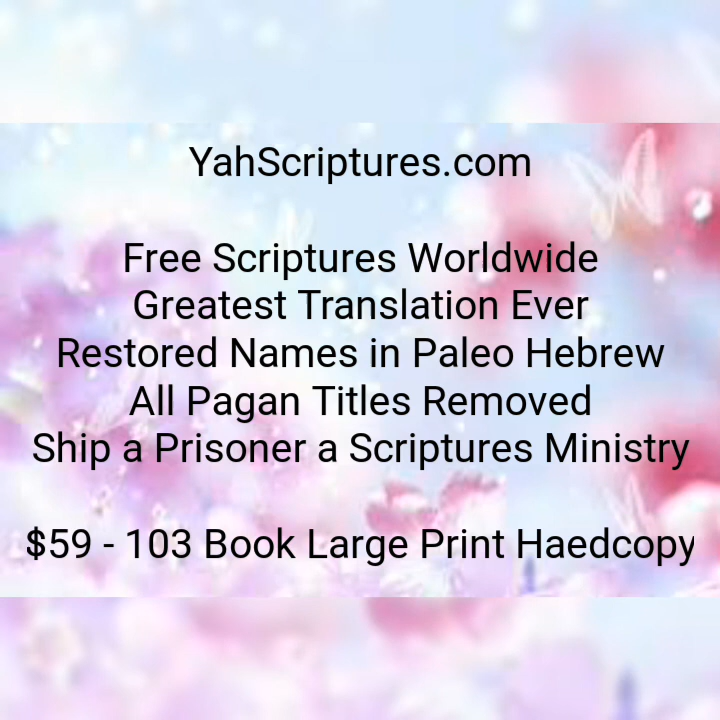 YahScriptures.com
Free Scriptures Worldwide
Greatest Translation Ever
Restored Names in Paleo Hebrew
All Pagan Titles Removed
Ship a Prisoner a Scriptures Ministry
$59 - 103 Book Large Print Haedcopy